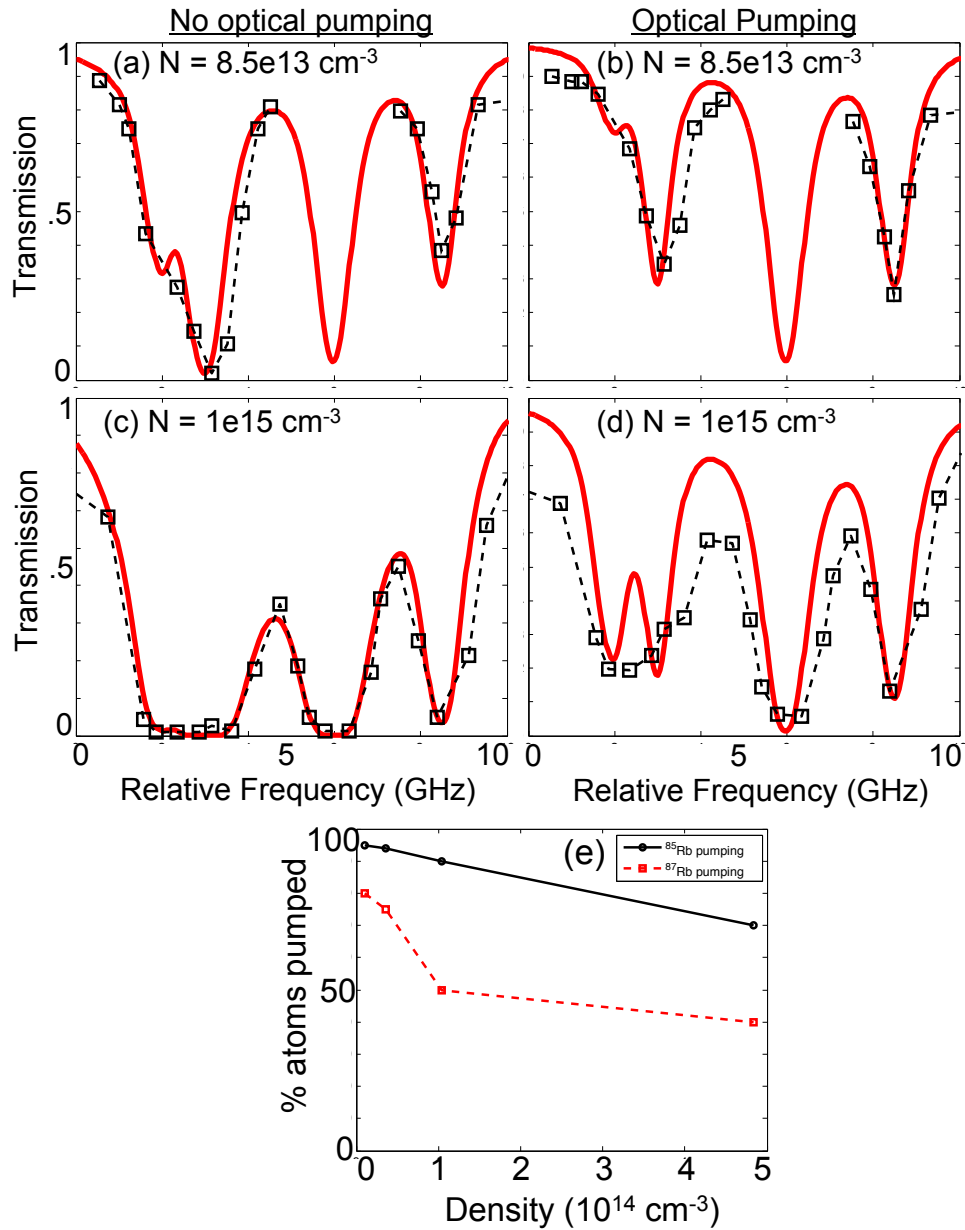 No optical pumping
Optical Pumping
1
(a) N = 8.5e13 cm-3
(b) N = 8.5e13 cm-3
Transmission
.5
0
1
(c) N = 1e15 cm-3
(d) N = 1e15 cm-3
Transmission
.5
0
0 5 10
0 5 10
Relative Frequency (GHz)
Relative Frequency (GHz)
100
(e)
85Rb pumping
87Rb pumping
% atoms pumped
50
0
0 1 2 3 4 5
Density (1014 cm-3)